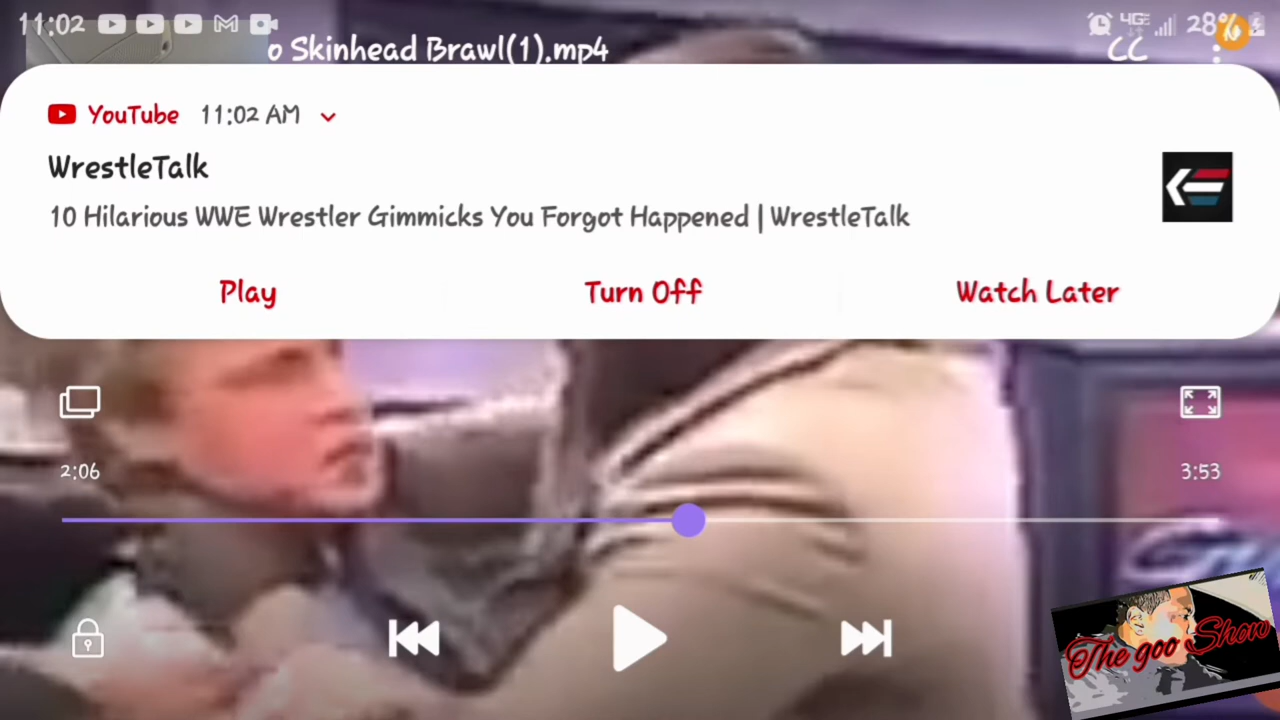 11:02
4GE 28%
o Skinhead Brawl(1).mp4
CC
YouTube 11:02 AM
WrestleTalk
10 Hilarious WWE Wrestler Gimmicks You Forgot Happened | WrestleTalk
Play Turn Off Watch Later
2:06
3:53
The goo Show